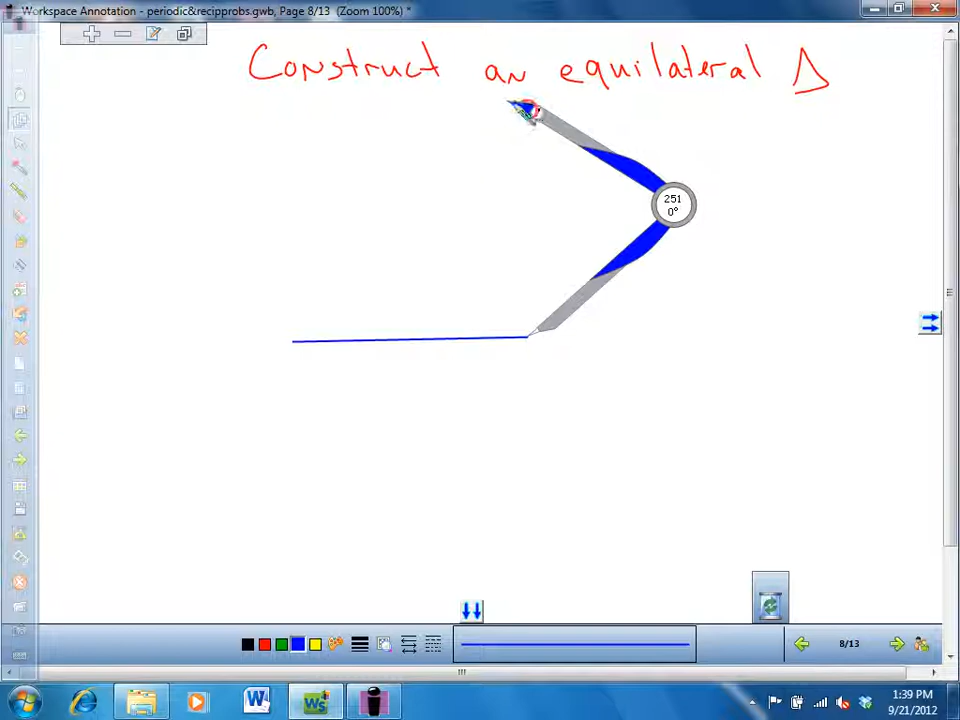 Workspace Annotation - periodic&recipprobs.gwb, Page 8/13 (Zoom 100%) *
Construct an equilateral Δ
251
0°
8/13
W
WS
1:39 PM
9/21/2012